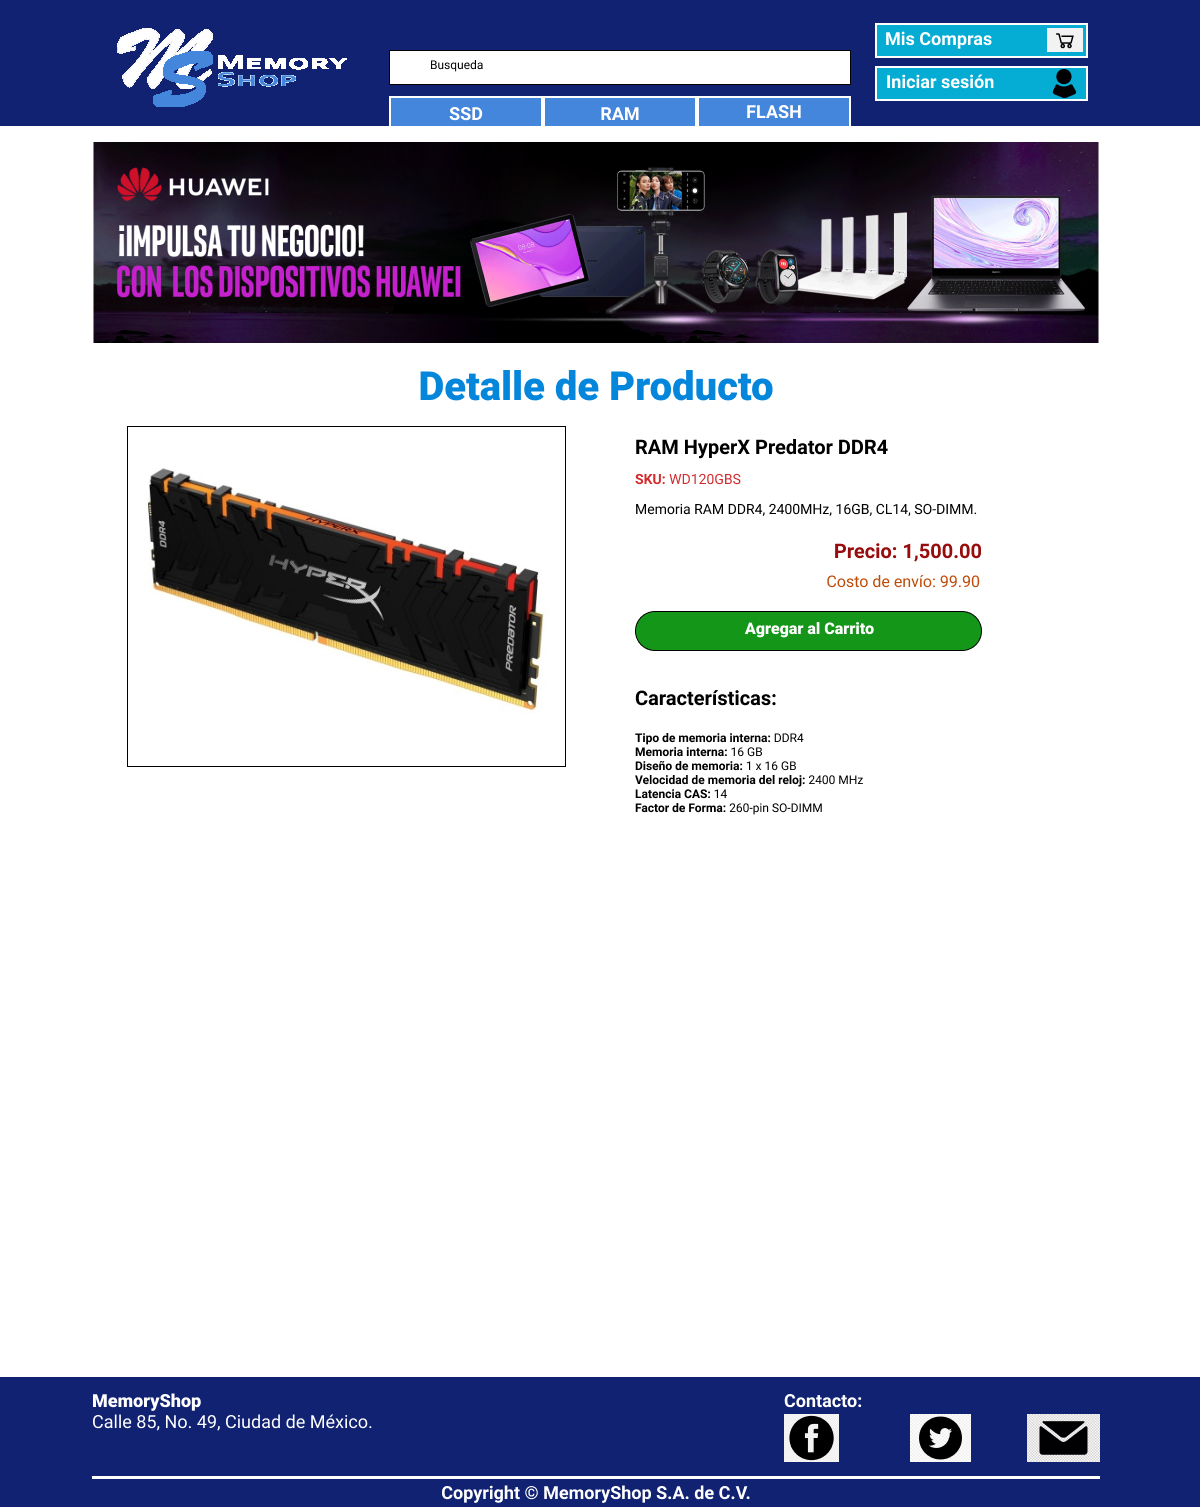 MS MEMORY
SHOP
Busqueda
SSD
RAM
FLASH
Mis Compras
Iniciar sesión
HUAWEI
¡IMPULSA TU NEGOCIO!
CON LOS DISPOSITIVOS HUAWEI
08:08
Detalle de Producto
DDR4
HYPERX
HYPERX
PREDATOR
RAM HyperX Predator DDR4
SKU: WD120GBS
Memoria RAM DDR4, 2400MHz, 16GB, CL14, SO-DIMM.
Precio: 1,500.00
Costo de envío: 99.90
Agregar al Carrito
Características:
Tipo de memoria interna: DDR4
Memoria interna: 16 GB
Diseño de memoria: 1 x 16 GB
Velocidad de memoria del reloj: 2400 MHz
Latencia CAS: 14
Factor de Forma: 260-pin SO-DIMM
MemoryShop
Calle 85, No. 49, Ciudad de México.
Contacto:
Copyright © MemoryShop S.A. de C.V.